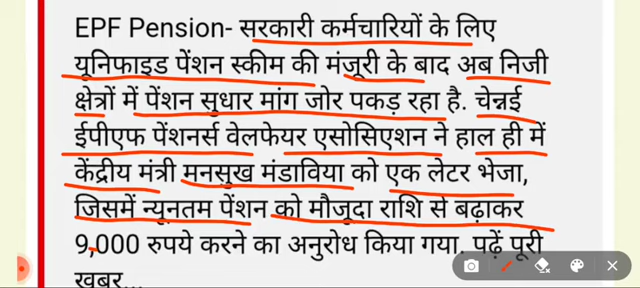 EPF Pension- सरकारी कर्मचारियों के लिए
यूनिफाइड पेंशन स्कीम की मंजूरी के बाद अब निजी
क्षेत्रों में पेंशन सुधार मांग जोर पकड़ रहा है. चेन्नई
ईपीएफ पेंशनर्स वेलफेयर एसोसिएशन ने हाल ही में
केंद्रीय मंत्री मनसुख मंडाविया को एक लेटर भेजा,
जिसमें न्यूनतम पेंशन को मौजूदा राशि से बढ़ाकर
9,000 रुपये करने का अनुरोध किया गया. पढ़ें पूरी
खबर...